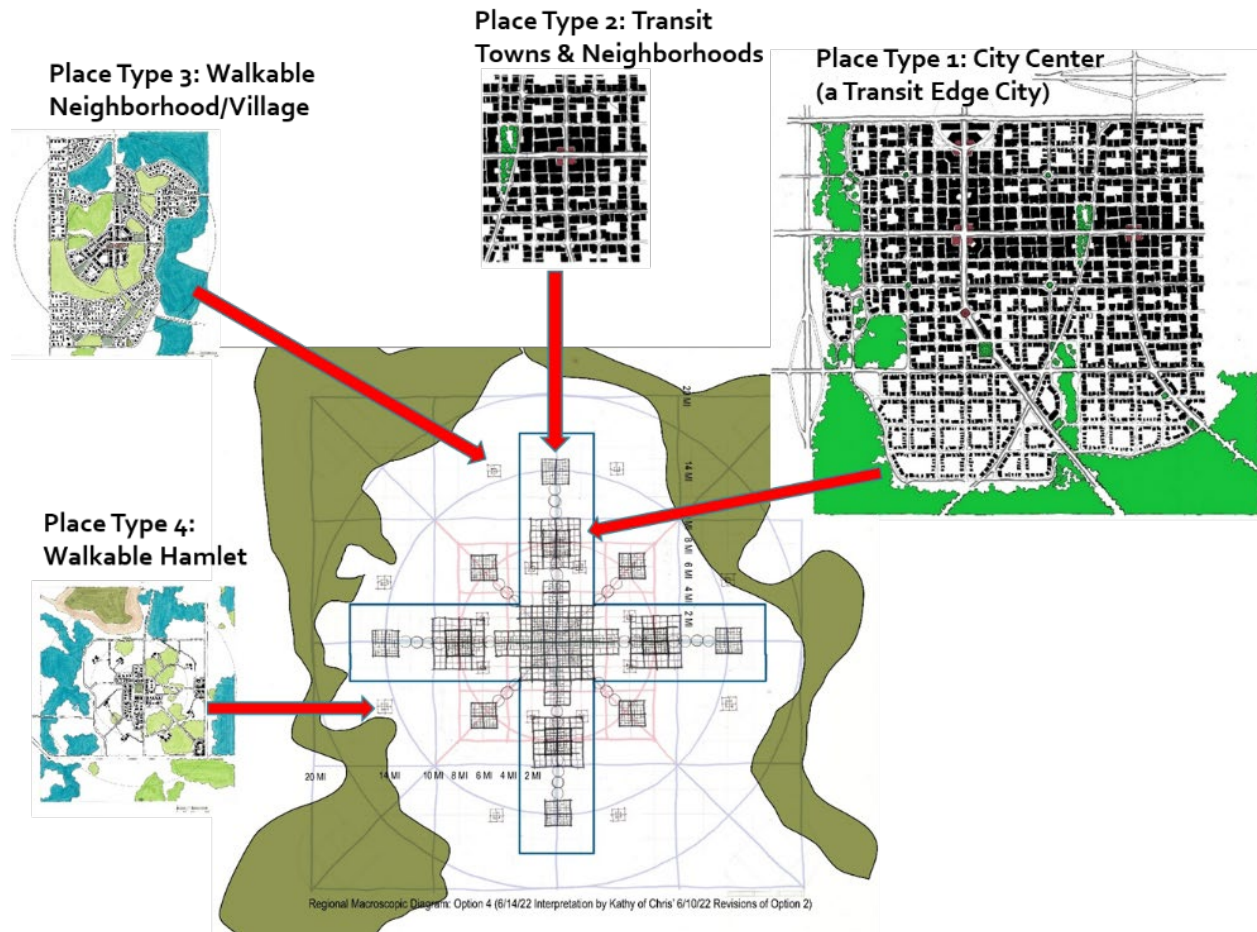 Place Type 2: Transit
Towns & Neighborhoods
Place Type 1: City Center
(a Transit Edge City)
Place Type 3: Walkable
Neighborhood/Village
Place Type 4:
Walkable Hamlet
20 MI
14 MI
8 MI
6 MI
4 MI
2 MI
20 MI
14 MI
10 MI
8 MI
6 MI
4 MI
2 MI
Regional Macroscopic Diagram: Option 4 (6/14/22 Interpretation by Kathy of Chris' 6/10/22 Revisions of Option 2)